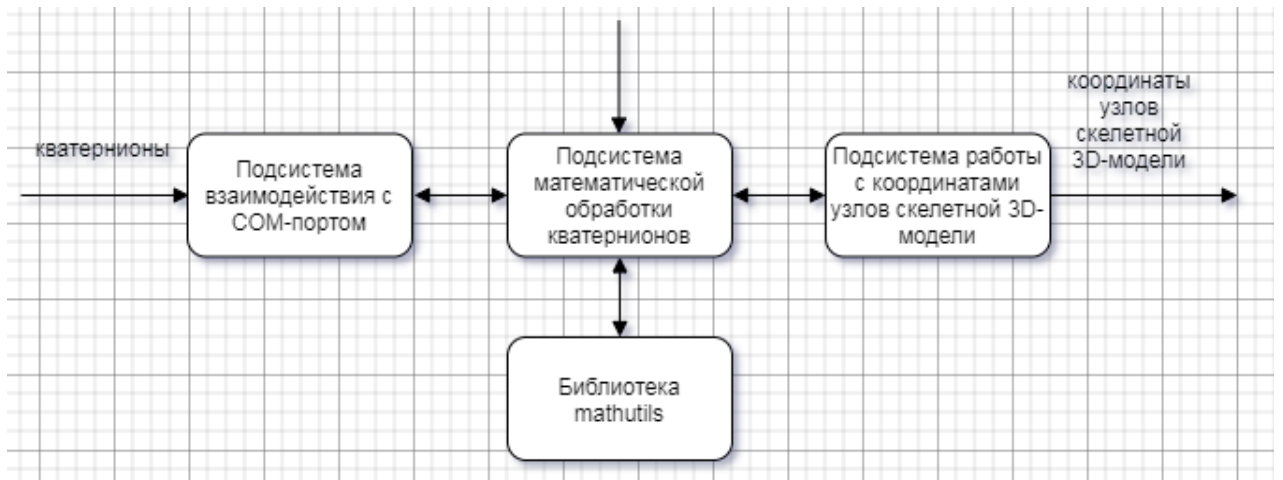 кватернионы
Подсистема
взаимодействия с
COM-портом
Подсистема
математической
обработки
кватернионов
Подсистема работы
с координатами
узлов скелетной 3D-
модели
координаты
узлов
скелетной
3D-модели
Библиотека
mathutils